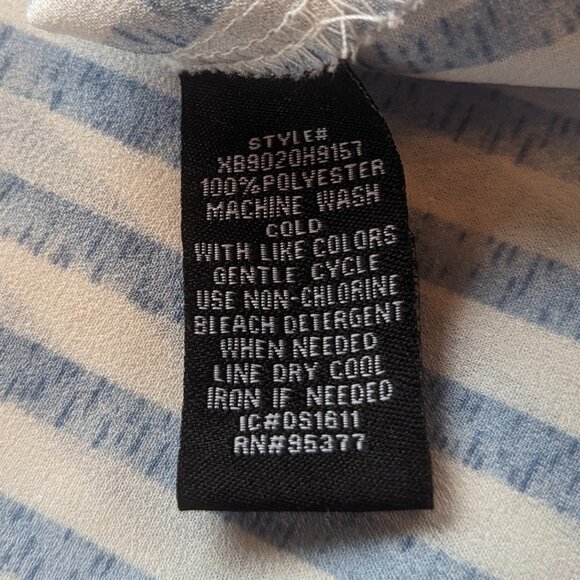 STYLE#
XB9020H9157
100%POLYESTER
MACHINE WASH
COLD
WITH LIKE COLORS
GENTLE CYCLE
USE NON-CHLORINE
BLEACH DETERGENT
WHEN NEEDED
LINE DRY COOL
IRON IF NEEDED
IC#DS1611
RN#95377